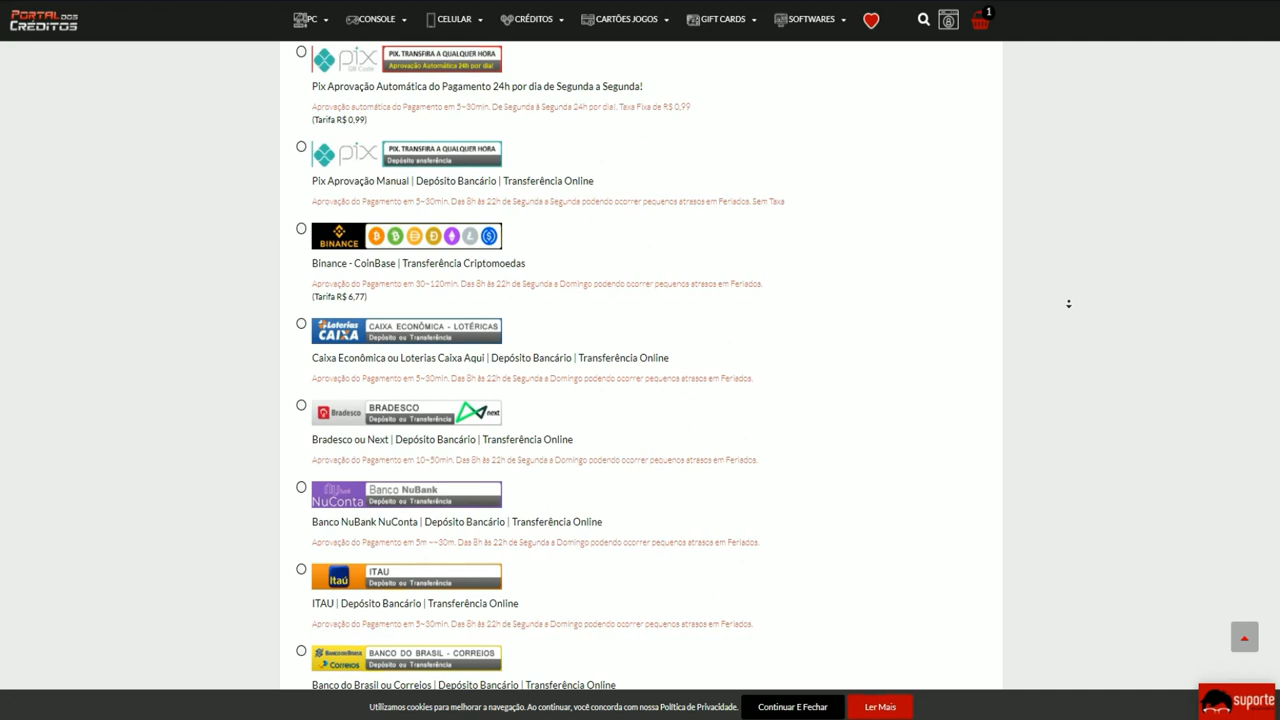 PORTAL DOS CRÉDITOS
PC
CONSOLE
CELULAR
CRÉDITOS
CARTÕES JOGOS
GIFT CARDS
SOFTWARES
1
pix
QR Code
PIX. TRANSFIRA A QUALQUER HORA
Aprovação Automática 24h por dia!
Pix Aprovação Automática do Pagamento 24h por dia de Segunda a Segunda!
Aprovação automática do Pagamento em 5~30min. De Segunda à Segunda 24h por dia!. Taxa Fixa de R$ 0,99
(Tarifa R$ 0,99)
pix
PIX. TRANSFIRA A QUALQUER HORA
Depósito ansferência
Pix Aprovação Manual | Depósito Bancário | Transferência Online
Aprovação do Pagamento em 5~30min. Das 8h às 22h de Segunda a Segunda podendo ocorrer pequenos atrasos em Feriados. Sem Taxa
BINANCE
Binance - CoinBase | Transferência Criptomoedas
Aprovação do Pagamento em 30~120min. Das 8h às 22h de Segunda a Domingo podendo ocorrer pequenos atrasos em Feriados.
(Tarifa R$ 6,77)
Loterias CAIXA
CAIXA ECONÔMICA - LOTÉRICAS
Depósito ou Transferência
Caixa Econômica ou Loterias Caixa Aqui | Depósito Bancário | Transferência Online
Aprovação do Pagamento em 5~30min. Das 8h às 22h de Segunda a Domingo podendo ocorrer pequenos atrasos em Feriados.
Bradesco
BRADESCO
Depósito ou Transferência
next
Bradesco ou Next | Depósito Bancário | Transferência Online
Aprovação do Pagamento em 10~50min. Das 8h às 22h de Segunda a Domingo podendo ocorrer pequenos atrasos em Feriados.
nu
NuConta
Banco NuBank
Depósito ou Transferência
Banco NuBank NuConta | Depósito Bancário | Transferência Online
Aprovação do Pagamento em 5m ~~30m. Das 8h às 22h de Segunda a Domingo podendo ocorrer pequenos atrasos em Feriados.
Itaú
ITAU
Depósito ou Transferência
ITAU | Depósito Bancário | Transferência Online
Aprovação do Pagamento em 5~30min. Das 8h às 22h de Segunda a Domingo podendo ocorrer pequenos atrasos em Feriados.
BANCO DO BRASIL
Correios
BANCO DO BRASIL - CORREIOS
Depósito ou Transferência
Banco do Brasil ou Correios | Depósito Bancário | Transferência Online
Utilizamos cookies para melhorar a navegação. Ao continuar, você concorda com nossa Política de Privacidade.
Continuar E Fechar
Ler Mais
suporte